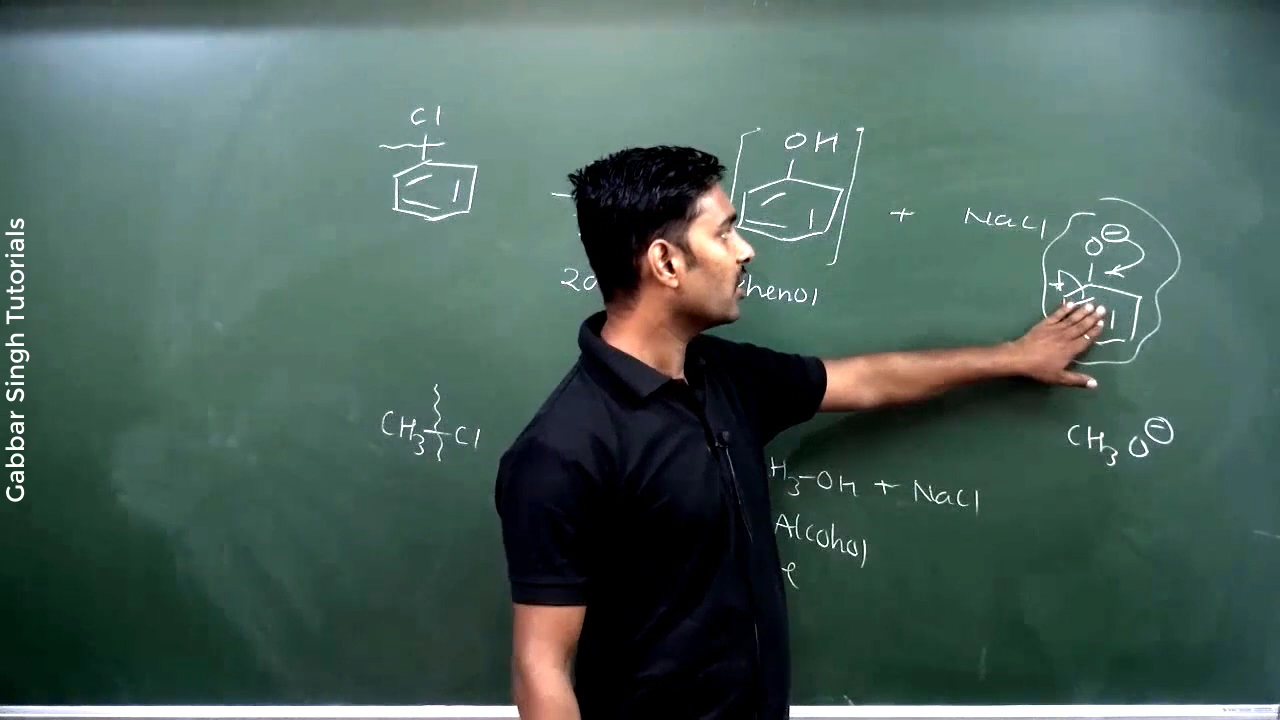 Gabbar Singh Tutorials
Cl
OH
+ NaCl
O⊖
20
henol
CH3 Cl
CH3O⊖
H3-OH + NaCl
Alcohol